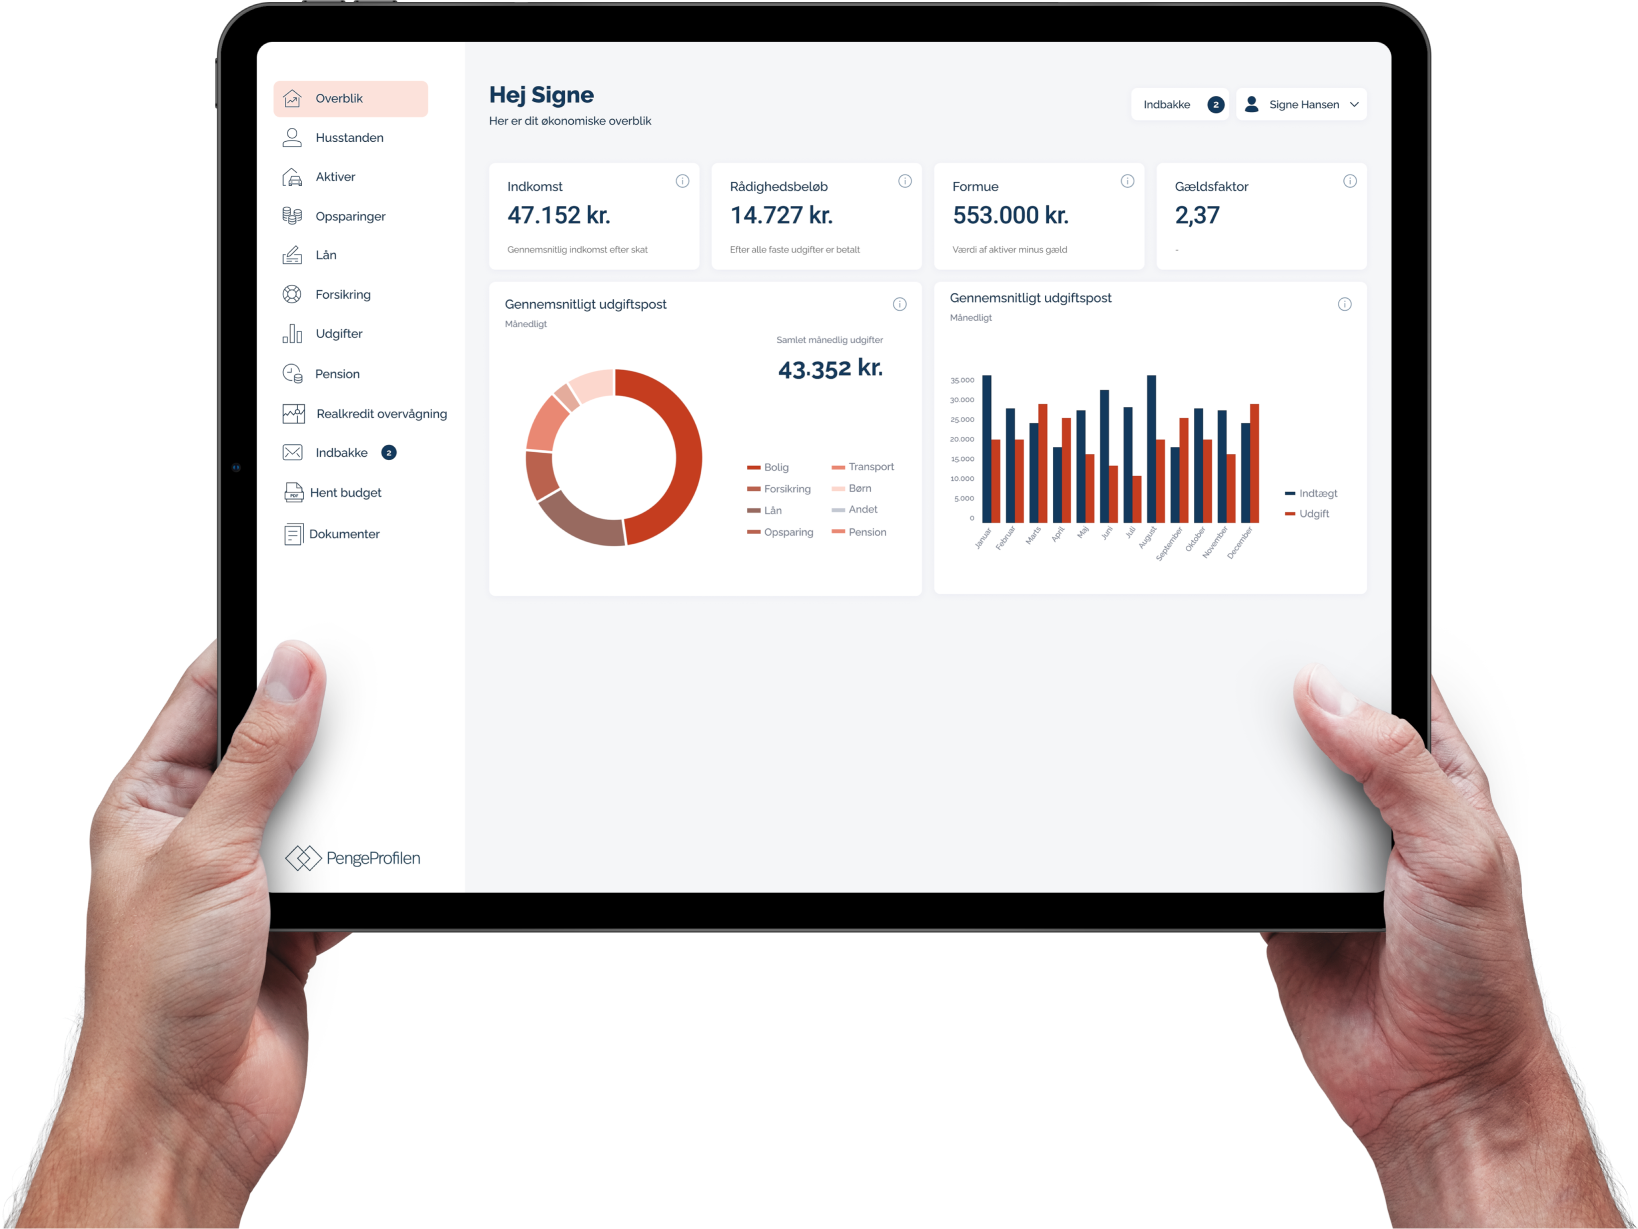 Overblik
Husstanden
Aktiver
Opsparinger
Lån
Forsikring
Udgifter
Pension
Realkredit overvågning
Indbakke 2
PDF Hent budget
Dokumenter
PengeProfilen
Hej Signe
Her er dit økonomiske overblik
Indbakke 2
Signe Hansen
Indkomst
47.152 kr.
Gennemsnitlig indkomst efter skat
Rådighedsbeløb
14.727 kr.
Efter alle faste udgifter er betalt
Formue
553.000 kr.
Værdi af aktiver minus gæld
Gældsfaktor
2,37
-
Gennemsnitligt udgiftspost
Månedligt
Samlet månedlig udgifter
43.352 kr.
Bolig
Forsikring
Lån
Opsparing
Transport
Børn
Andet
Pension
Gennemsnitligt udgiftspost
Månedligt
35.000
30.000
25.000
20.000
15.000
10.000
5.000
0
Januar
Februar
Marts
April
Maj
Juni
Juli
August
September
Oktober
November
December
Indtægt
Udgift